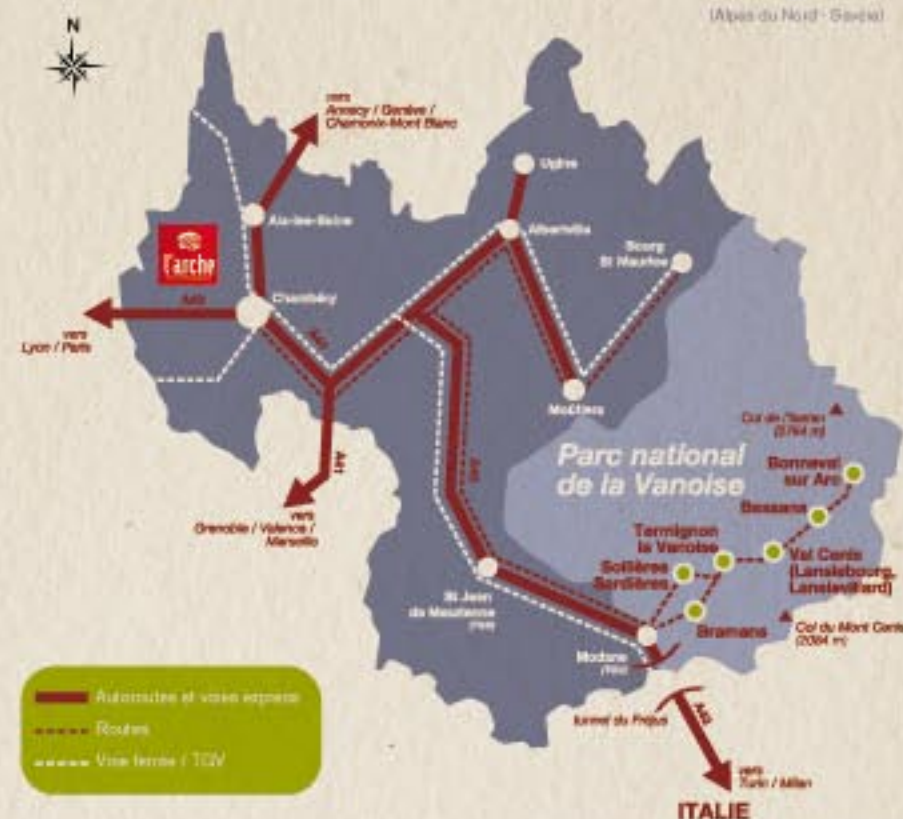 (Alpes du Nord - Savoie)
N
vers
Annecy / Genève /
Chamonix-Mont Blanc
Ugine
Aix-les-Bains
Albertville
Bourg
St Maurice
l'arche
Chambéry
A43
vers
Lyon / Paris
A43
Moûtiers
A41
vers
Grenoble / Valence /
Marseille
A43
Parc national
de la Vanoise
Col de l'Iseran
(2764 m)
Bonneval
sur Arc
Bessans
Termignon
la Vanoise
Sollières
Sardières
Val Cenis
(Lanslebourg,
Lanslevillard)
St Jean
de Maurienne
Bramans
Col du Mont Cenis
(2084 m)
Modane
Autoroutes et voies express
Routes
Voie ferrée / TGV
tunnel du Fréjus
A43
vers
Turin / Milan
ITALIE